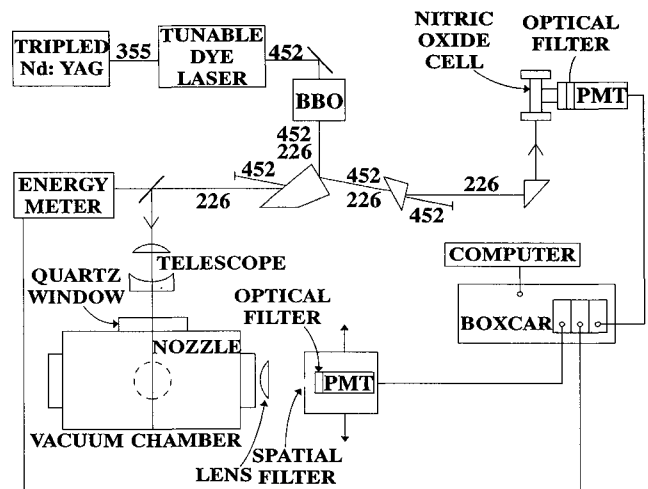 TRIPLED
Nd: YAG
355
TUNABLE
DYE
LASER
452
BBO
452
226
NITRIC
OXIDE
CELL
OPTICAL
FILTER
PMT
ENERGY
METER
452
226
452
226
452
226
TELESCOPE
QUARTZ
WINDOW
NOZZLE
VACUUM CHAMBER
OPTICAL
FILTER
PMT
LENS
SPATIAL
FILTER
COMPUTER
BOXCAR